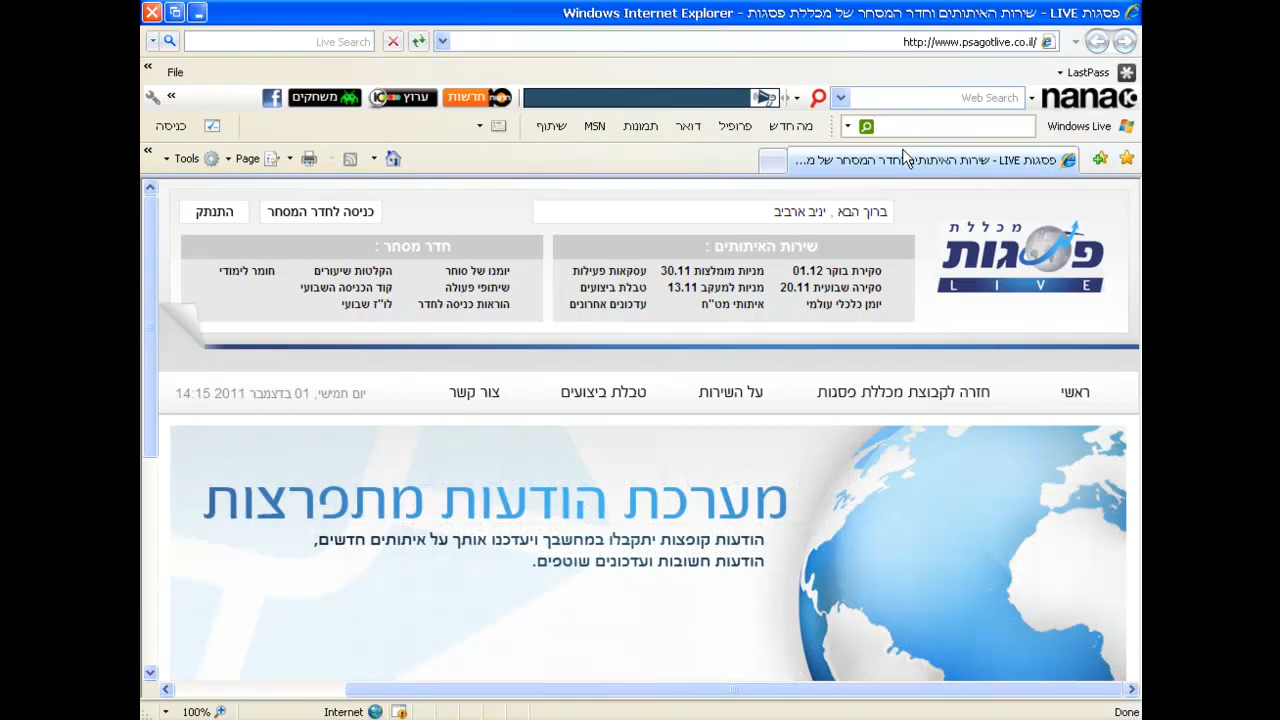 פסגות LIVE - שירות האיתותים וחדר המסחר של מכללת פסגות - Windows Internet Explorer
http://www.psagotlive.co.il/
Live Search
LastPass
File
nana10
Web Search
חדשות
ערוץ 10
משחקים
Windows Live
מה חדש
פרופיל
דואר
תמונות
MSN
שיתוף
כניסה
פסגות LIVE - שירות האיתותים וחדר המסחר של מ...
Page
Tools
מכללת
פסגות
LIVE
ברוך הבא , יניב ארביב
כניסה לחדר המסחר
התנתק
שירות האיתותים :
חדר מסחר :
סקירת בוקר 01.12
מניות מומלצות 30.11
עסקאות פעילות
יומנו של סוחר
הקלטות שיעורים
חומר לימודי
סקירה שבועית 20.11
מניות למעקב 13.11
טבלת ביצועים
שיתופי פעולה
קוד הכניסה השבועי
יומן כלכלי עולמי
איתותי מט"ח
עדכונים אחרונים
הוראות כניסה לחדר
לו"ז שבועי
ראשי
חזרה לקבוצת מכללת פסגות
על השירות
טבלת ביצועים
צור קשר
יום חמישי, 01 בדצמבר 2011 14:15
מערכת הודעות מתפרצות
הודעות קופצות יתקבלו במחשבך ויעדכנו אותך על איתותים חדשים,
הודעות חשובות ועדכונים שוטפים.
Done
Internet
100%